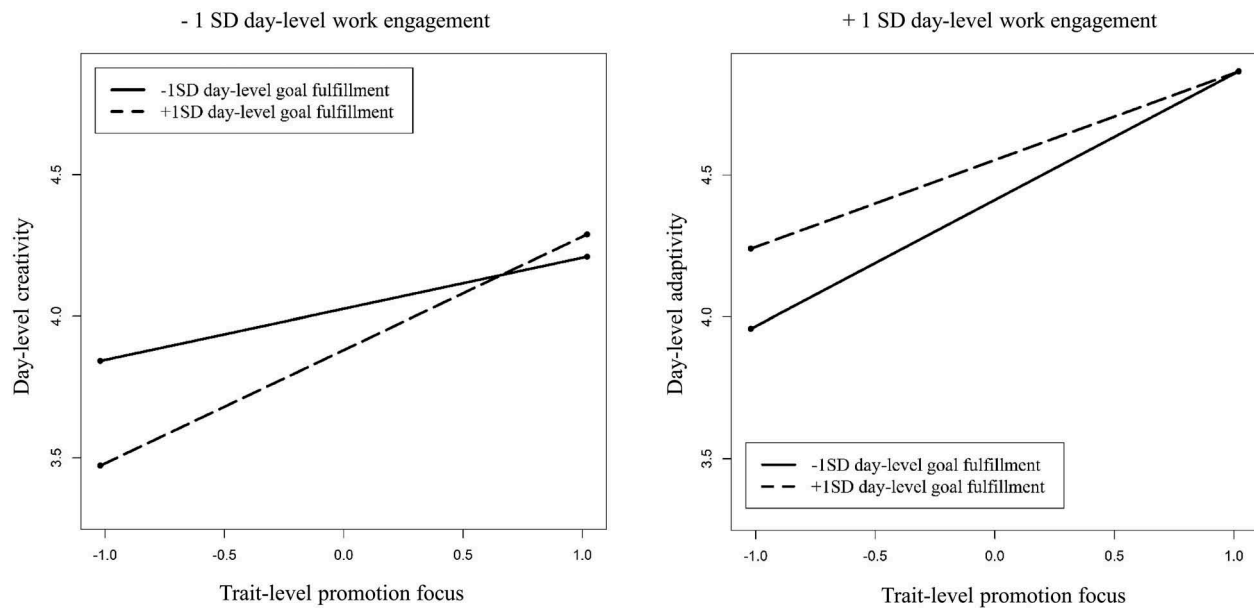 - 1 SD day-level work engagement
-1SD day-level goal fulfillment
+1SD day-level goal fulfillment
Day-level creativity
4.5
4.0
3.5
-1.0 -0.5 0.0 0.5 1.0
Trait-level promotion focus
+ 1 SD day-level work engagement
Day-level adaptivity
4.5
4.0
3.5
-1SD day-level goal fulfillment
+1SD day-level goal fulfillment
-1.0 -0.5 0.0 0.5 1.0
Trait-level promotion focus